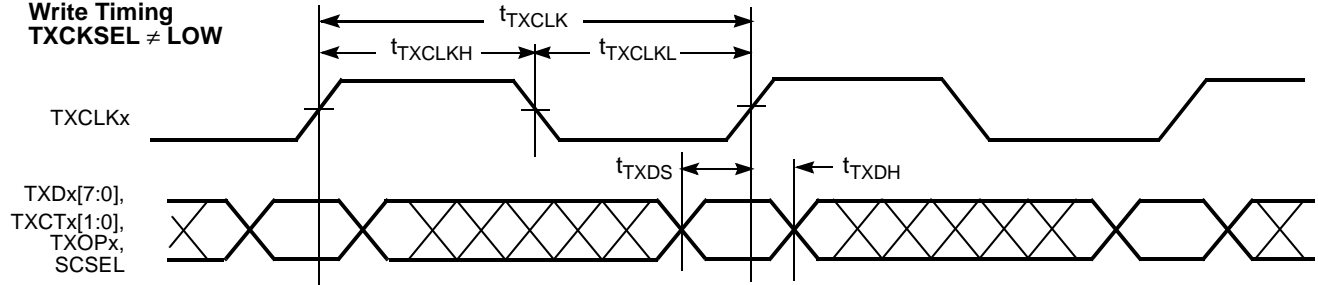 Write Timing
TXCKSEL ≠ LOW
tTXCLK
tTXCLKH
tTXCLKL
TXCLKx
tTXDS
tTXDH
TXDx[7:0],
TXCTx[1:0],
TXOPx,
SCSEL